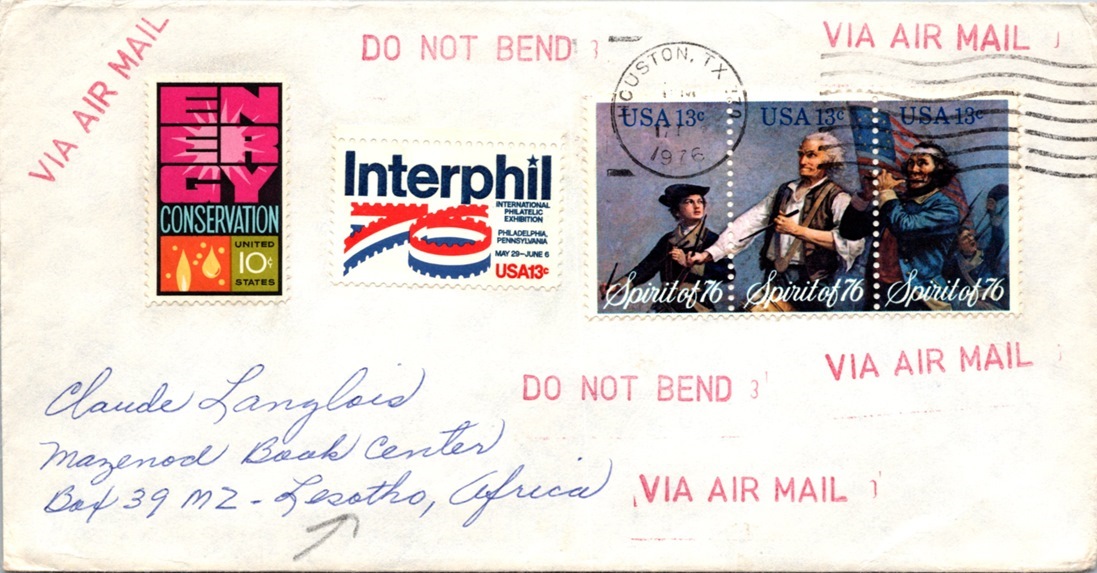 VIA AIR MAIL
DO NOT BEND
VIA AIR MAIL
ENERGY
CONSERVATION
UNITED
10¢
STATES
Interphil
INTERNATIONAL
PHILATELIC
EXHIBITION
PHILADELPHIA,
PENNSYLVANIA
MAY 29–JUNE 6
USA13c
OUSTON, TX
1976
USA 13c
USA 13c
USA 13c
Spirit of 76
Spirit of 76
Spirit of 76
DO NOT BEND
VIA AIR MAIL
Claude Langlois
Mazenod Book Center
Box 39 MZ - Lesotho, Africa
VIA AIR MAIL